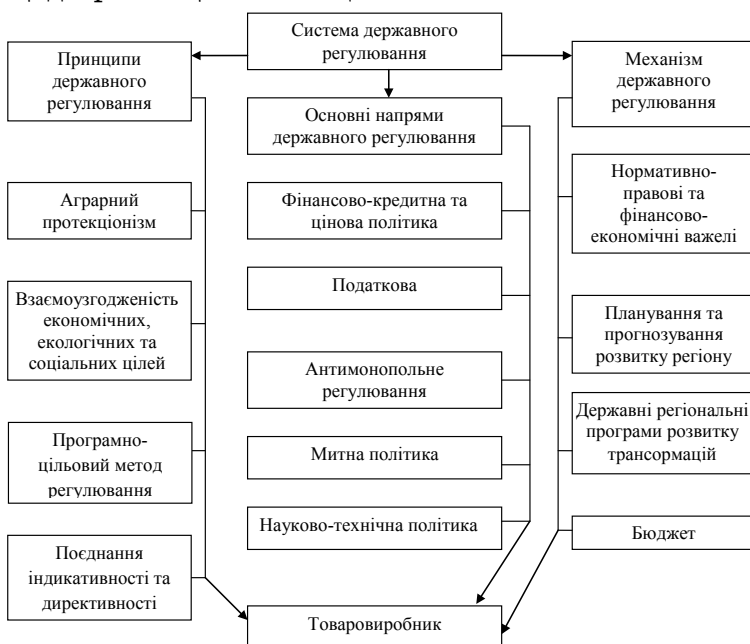 Система державного
регулювання
Принципи
державного
регулювання
Аграрний
протекціонізм
Взаємоузгодженість
економічних,
екологічних та
соціальних цілей
Програмно-
цільовий метод
регулювання
Поєднання
індикативності та
директивності
Основні напрями
державного регулювання
Фінансово-кредитна та
цінова політика
Податкова
Антимонопольне
регулювання
Митна політика
Науково-технічна політика
Механізм
державного
регулювання
Нормативно-
правові та
фінансово-
економічні важелі
Планування та
прогнозування
розвитку регіону
Державні регіональні
програми розвитку
трансормацій
Бюджет
Товаровиробник